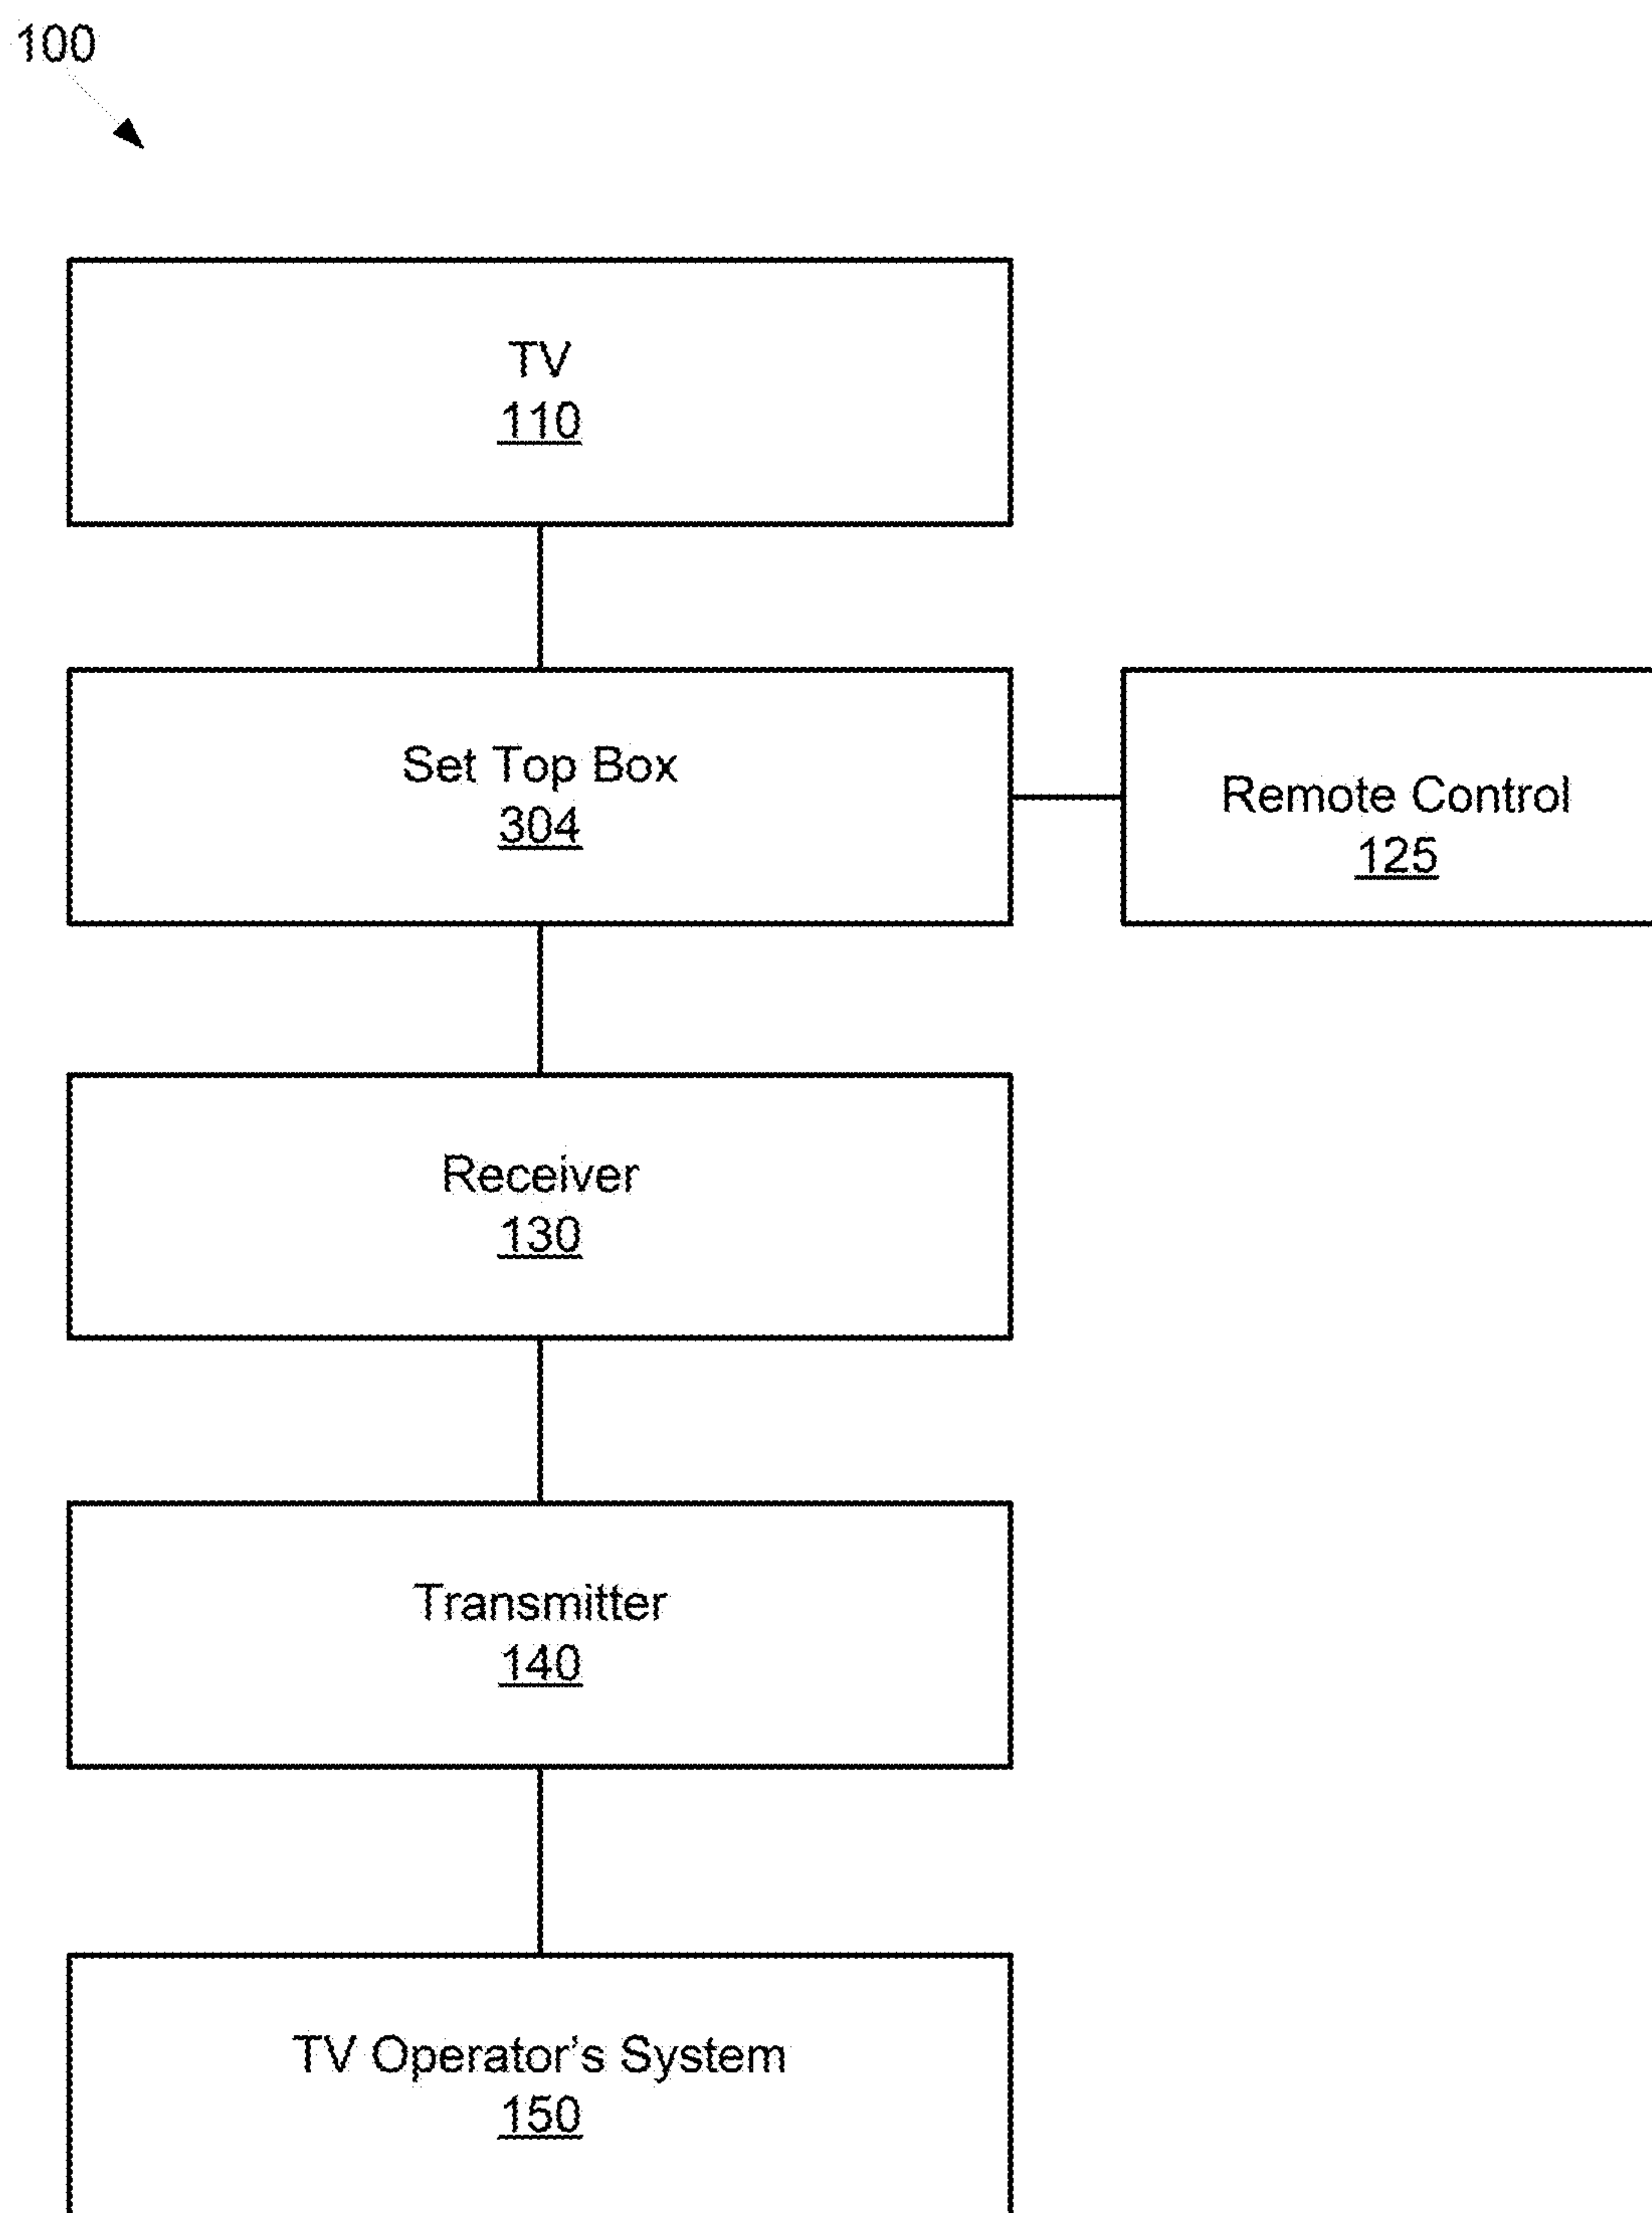 100
TV
110
Set Top Box
304
Remote Control
125
Receiver
130
Transmitter
140
TV Operator's System
150